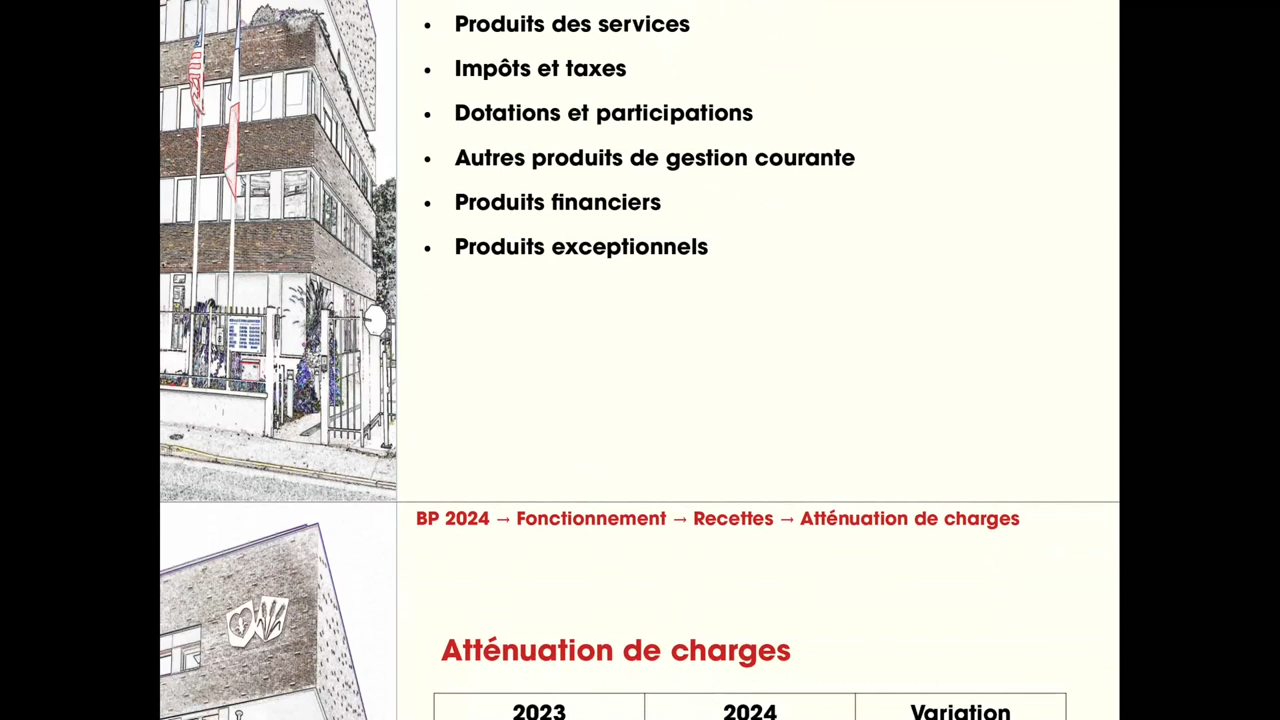 • Produits des services
• Impôts et taxes
• Dotations et participations
• Autres produits de gestion courante
• Produits financiers
• Produits exceptionnels
BP 2024 → Fonctionnement → Recettes → Atténuation de charges
Atténuation de charges
2023 2024 Variation